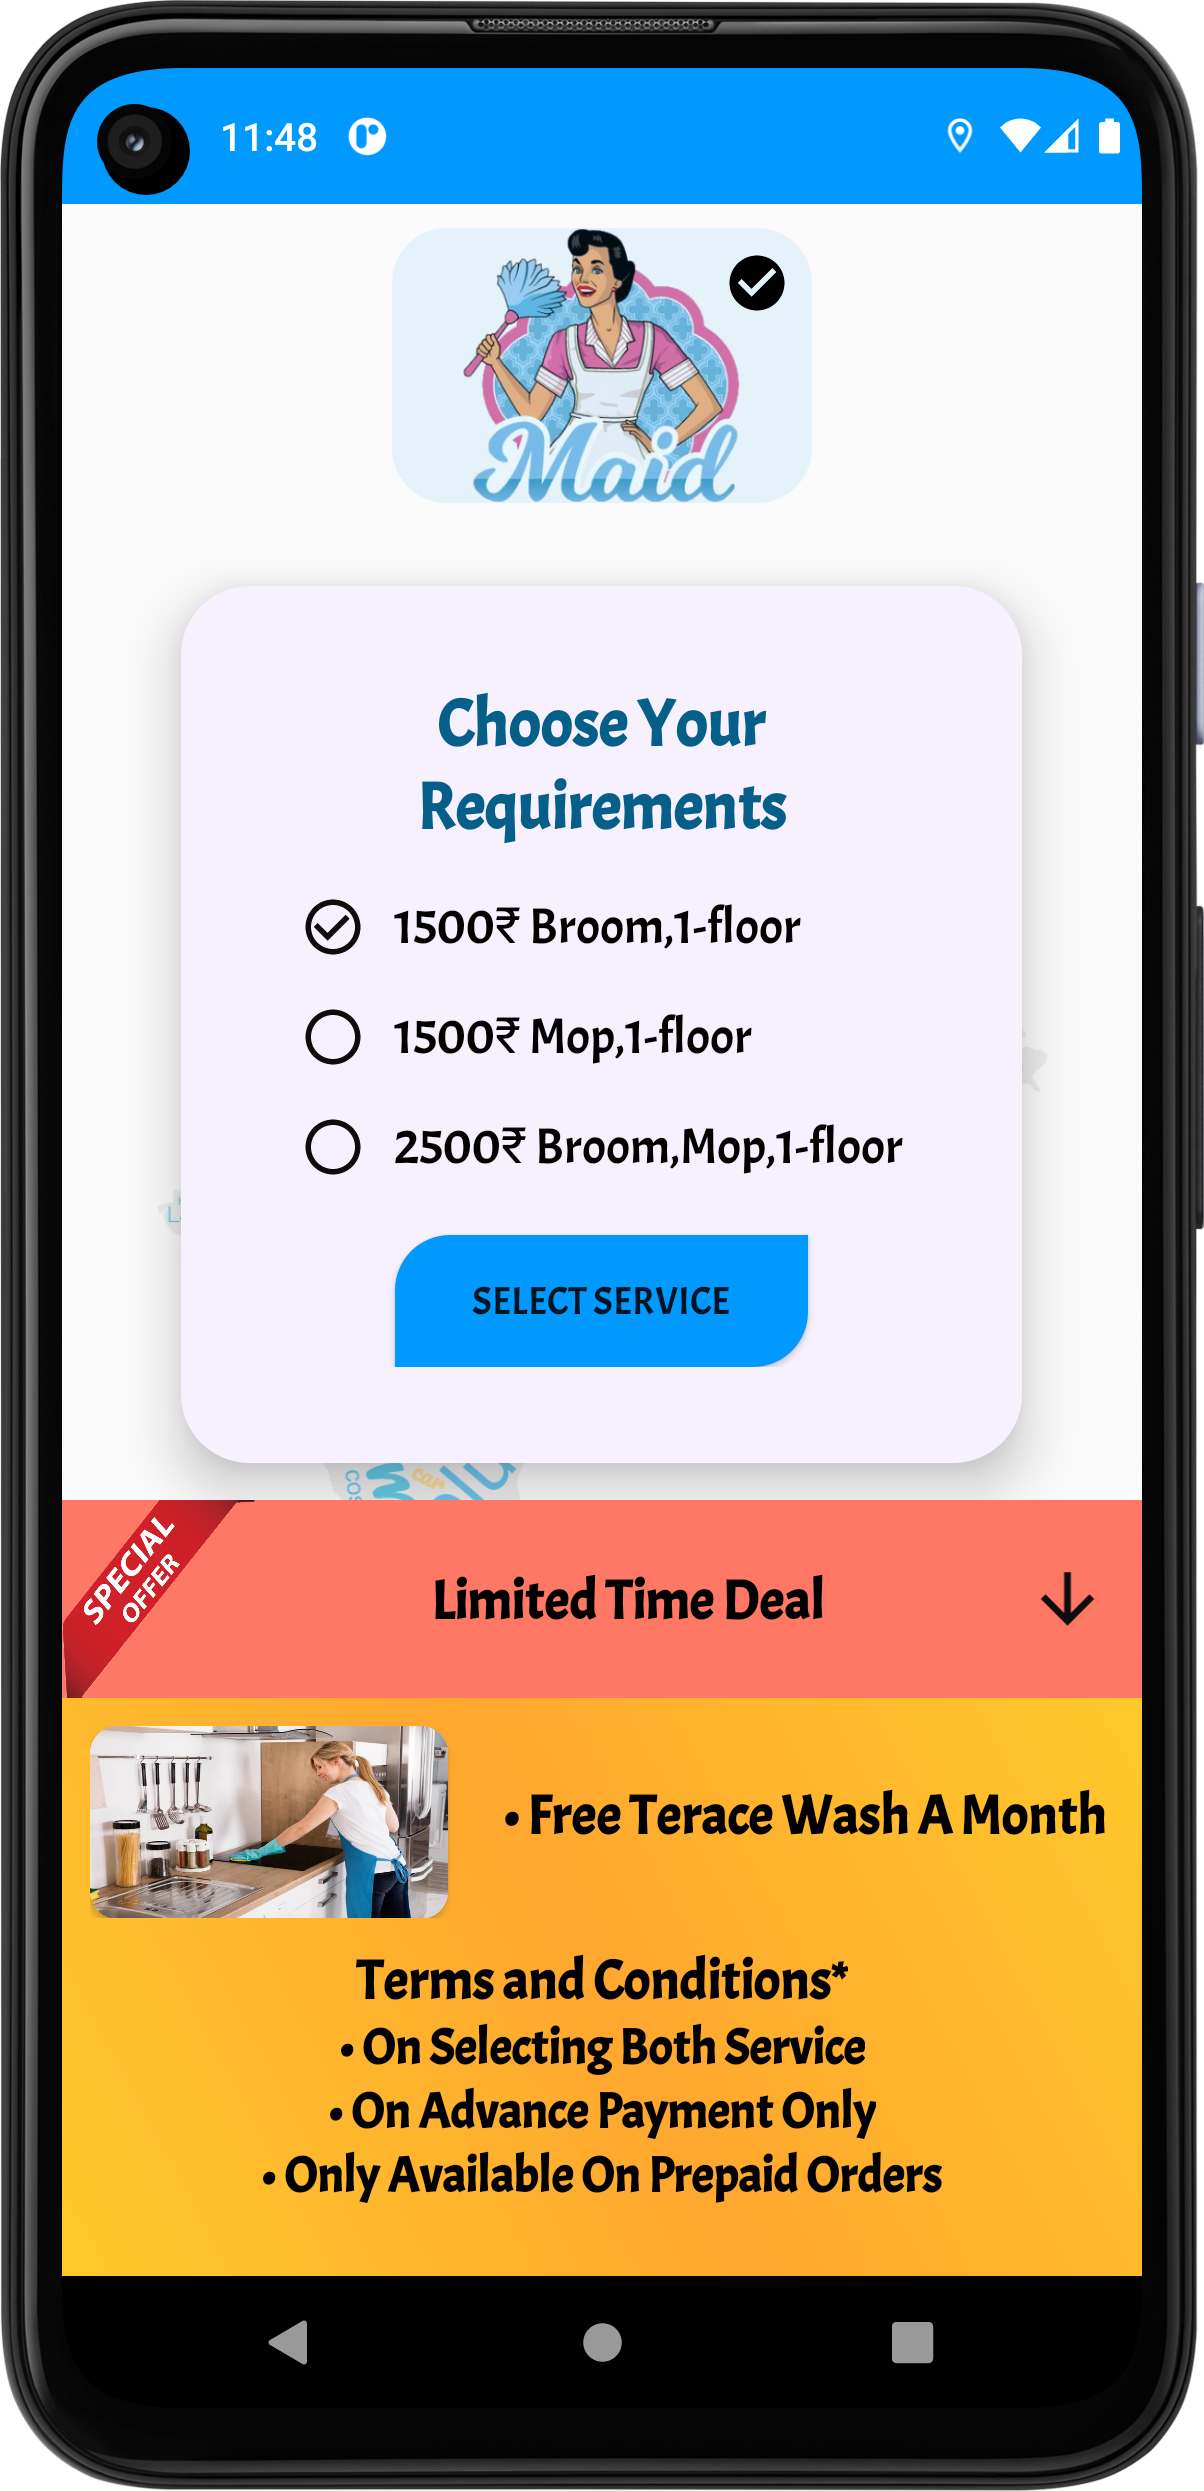 11:48
Maid
Choose Your
Requirements
1500₹ Broom,1-floor
1500₹ Mop,1-floor
2500₹ Broom,Mop,1-floor
SELECT SERVICE
car
SPECIAL
OFFER
Limited Time Deal
• Free Terace Wash A Month
Terms and Conditions*
• On Selecting Both Service
• On Advance Payment Only
• Only Available On Prepaid Orders